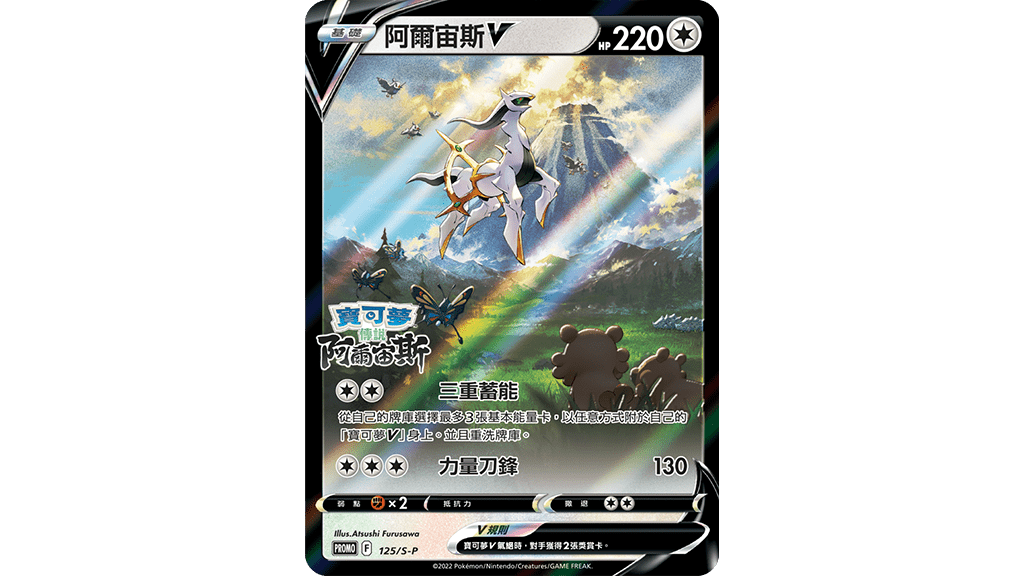 基礎 阿爾宙斯V HP 220
寶可夢
傳說
阿爾宙斯
三重蓄能
從自己的牌庫選擇最多3張基本能量卡，以任意方式附於自己的
「寶可夢V」身上。並且重洗牌庫。
力量刀鋒 130
弱點 ×2 抵抗力 撤退
Illus.Atsushi Furusawa
V規則
PROMO F 125/S-P
寶可夢V氣絕時，對手獲得2張獎賞卡。
©2022 Pokémon/Nintendo/Creatures/GAME FREAK.